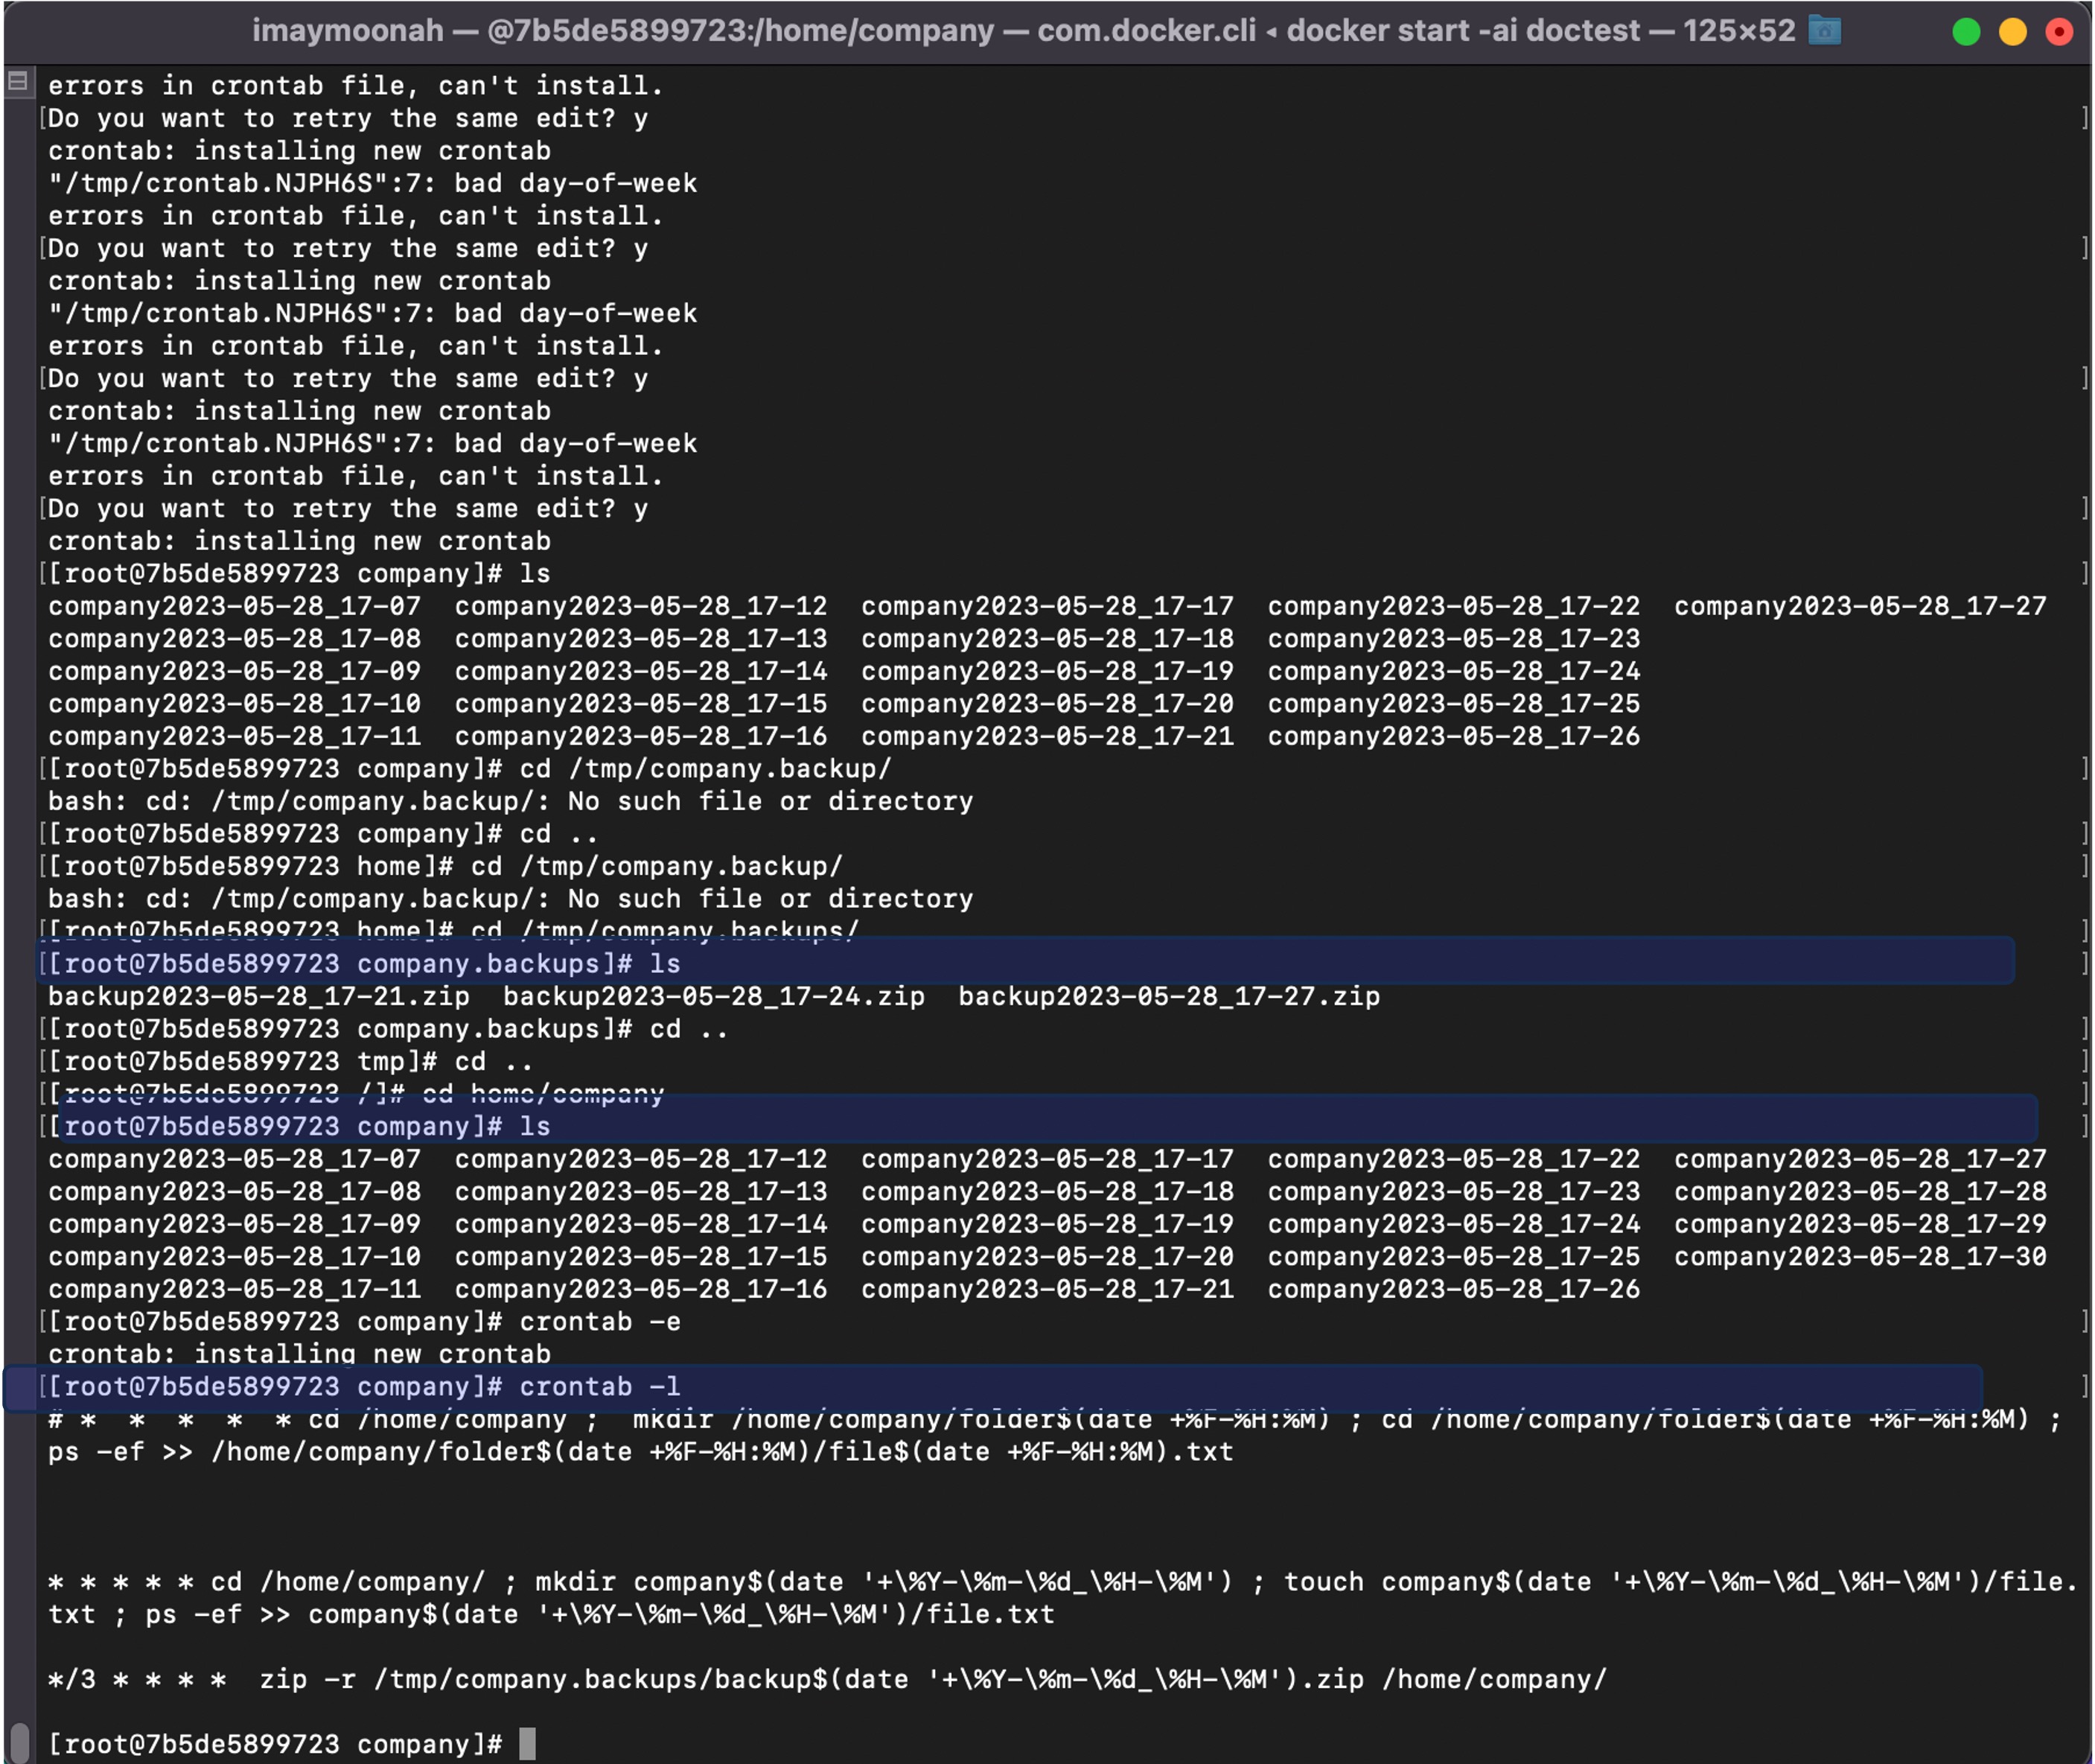 imaymoonah — @7b5de5899723:/home/company — com.docker.cli ◂ docker start -ai doctest — 125×52
errors in crontab file, can't install.
[Do you want to retry the same edit? y ]
crontab: installing new crontab
"/tmp/crontab.NJPH6S":7: bad day-of-week
errors in crontab file, can't install.
[Do you want to retry the same edit? y ]
crontab: installing new crontab
"/tmp/crontab.NJPH6S":7: bad day-of-week
errors in crontab file, can't install.
[Do you want to retry the same edit? y ]
crontab: installing new crontab
"/tmp/crontab.NJPH6S":7: bad day-of-week
errors in crontab file, can't install.
[Do you want to retry the same edit? y ]
crontab: installing new crontab
[[root@7b5de5899723 company]# ls ]
company2023-05-28_17-07  company2023-05-28_17-12  company2023-05-28_17-17  company2023-05-28_17-22  company2023-05-28_17-27
company2023-05-28_17-08  company2023-05-28_17-13  company2023-05-28_17-18  company2023-05-28_17-23
company2023-05-28_17-09  company2023-05-28_17-14  company2023-05-28_17-19  company2023-05-28_17-24
company2023-05-28_17-10  company2023-05-28_17-15  company2023-05-28_17-20  company2023-05-28_17-25
company2023-05-28_17-11  company2023-05-28_17-16  company2023-05-28_17-21  company2023-05-28_17-26
[[root@7b5de5899723 company]# cd /tmp/company.backup/ ]
bash: cd: /tmp/company.backup/: No such file or directory
[[root@7b5de5899723 company]# cd .. ]
[[root@7b5de5899723 home]# cd /tmp/company.backup/ ]
bash: cd: /tmp/company.backup/: No such file or directory
[[root@7b5de5899723 home]# cd /tmp/company.backups/ ]
[[root@7b5de5899723 company.backups]# ls ]
backup2023-05-28_17-21.zip  backup2023-05-28_17-24.zip  backup2023-05-28_17-27.zip
[[root@7b5de5899723 company.backups]# cd .. ]
[[root@7b5de5899723 tmp]# cd .. ]
[[root@7b5de5899723 /]# cd home/company ]
[[root@7b5de5899723 company]# ls ]
company2023-05-28_17-07  company2023-05-28_17-12  company2023-05-28_17-17  company2023-05-28_17-22  company2023-05-28_17-27
company2023-05-28_17-08  company2023-05-28_17-13  company2023-05-28_17-18  company2023-05-28_17-23  company2023-05-28_17-28
company2023-05-28_17-09  company2023-05-28_17-14  company2023-05-28_17-19  company2023-05-28_17-24  company2023-05-28_17-29
company2023-05-28_17-10  company2023-05-28_17-15  company2023-05-28_17-20  company2023-05-28_17-25  company2023-05-28_17-30
company2023-05-28_17-11  company2023-05-28_17-16  company2023-05-28_17-21  company2023-05-28_17-26
[[root@7b5de5899723 company]# crontab -e ]
crontab: installing new crontab
[[root@7b5de5899723 company]# crontab -l ]
# *  *  *  *  * cd /home/company ;  mkdir /home/company/folder$(date +%F-%H:%M) ; cd /home/company/folder$(date +%F-%H:%M) ;
ps -ef >> /home/company/folder$(date +%F-%H:%M)/file$(date +%F-%H:%M).txt
* * * * * cd /home/company/ ; mkdir company$(date '+\%Y-\%m-\%d_\%H-\%M') ; touch company$(date '+\%Y-\%m-\%d_\%H-\%M')/file.
txt ; ps -ef >> company$(date '+\%Y-\%m-\%d_\%H-\%M')/file.txt
*/3 * * * *  zip -r /tmp/company.backups/backup$(date '+\%Y-\%m-\%d_\%H-\%M').zip /home/company/
[root@7b5de5899723 company]#